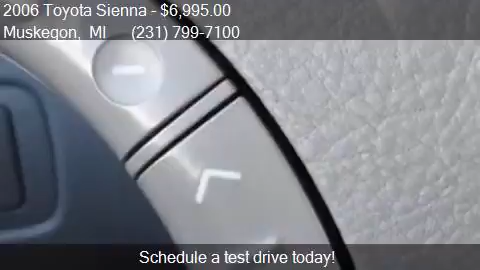 2006 Toyota Sienna - $6,995.00
Muskegon, MI (231) 799-7100
Schedule a test drive today!